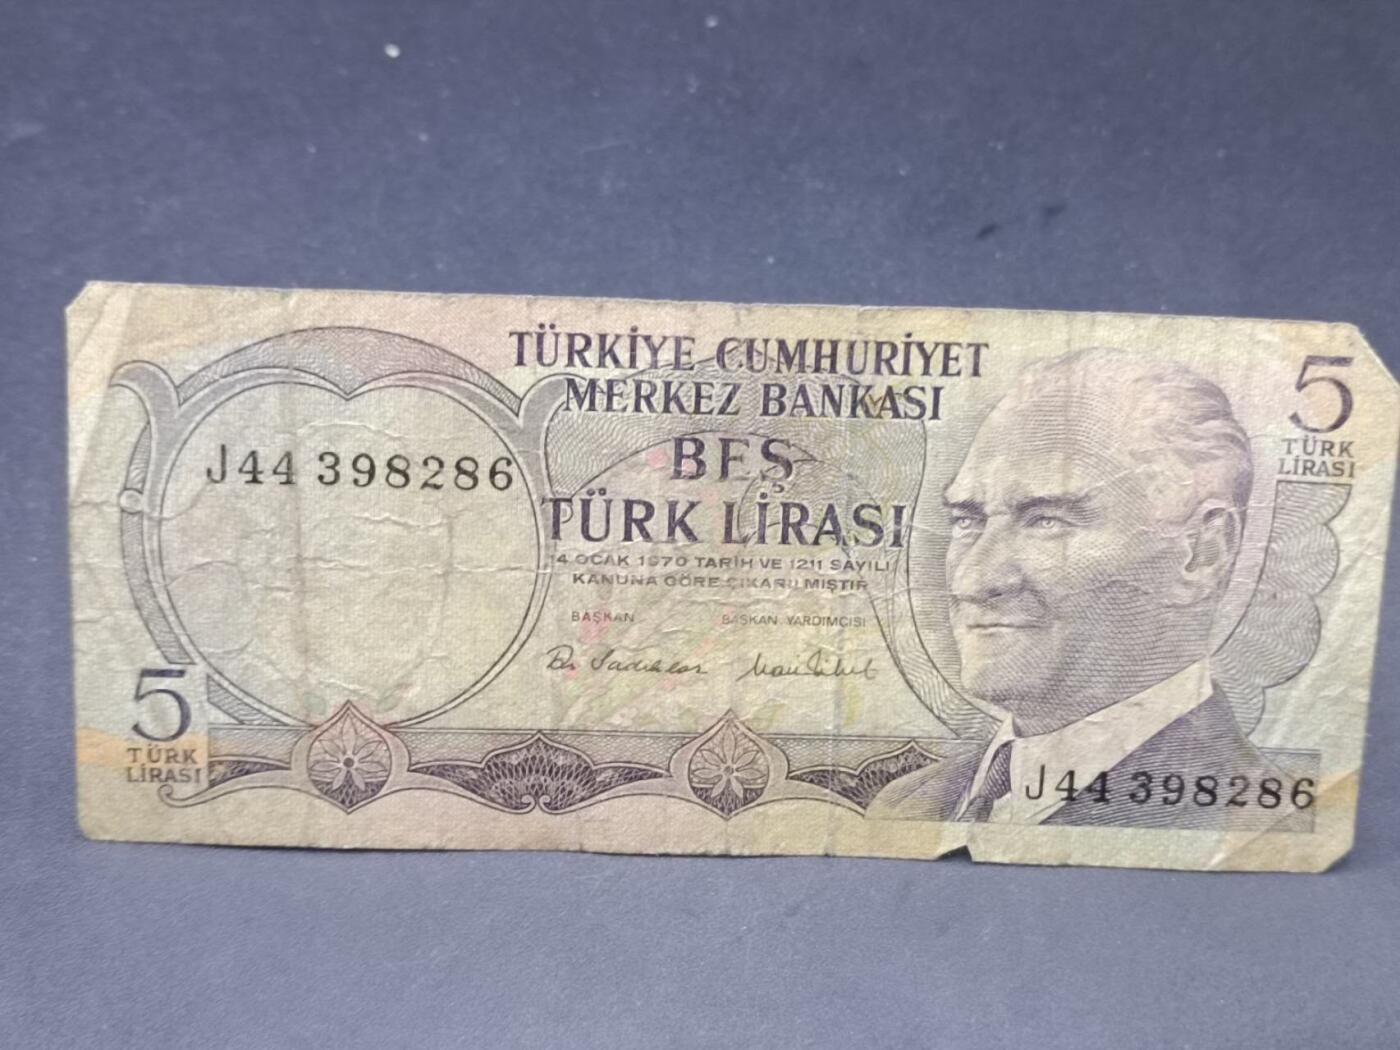 TÜRKİYE CUMHURİYET
MERKEZ BANKASI
5
TÜRK
LİRASI
J44 398286
BEŞ
TÜRK LİRASI
14 OCAK 1970 TARİH VE 1211 SAYILI
KANUNA GÖRE ÇIKARILMIŞTIR
BAŞKAN BAŞKAN YARDIMCISI
5
TÜRK
LİRASI
J44 398286